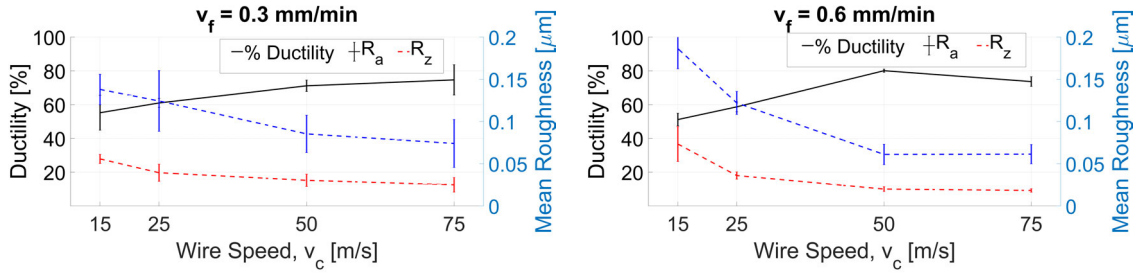 v_f = 0.3 mm/min
% Ductility R_a R_z
Ductility [%]
100
80
60
40
20
Mean Roughness [μm]
0.2
0.15
0.1
0.05
0
15 25 50 75
Wire Speed, v_c [m/s]
v_f = 0.6 mm/min
% Ductility R_a R_z
Ductility [%]
100
80
60
40
20
Mean Roughness [μm]
0.2
0.15
0.1
0.05
0
15 25 50 75
Wire Speed, v_c [m/s]